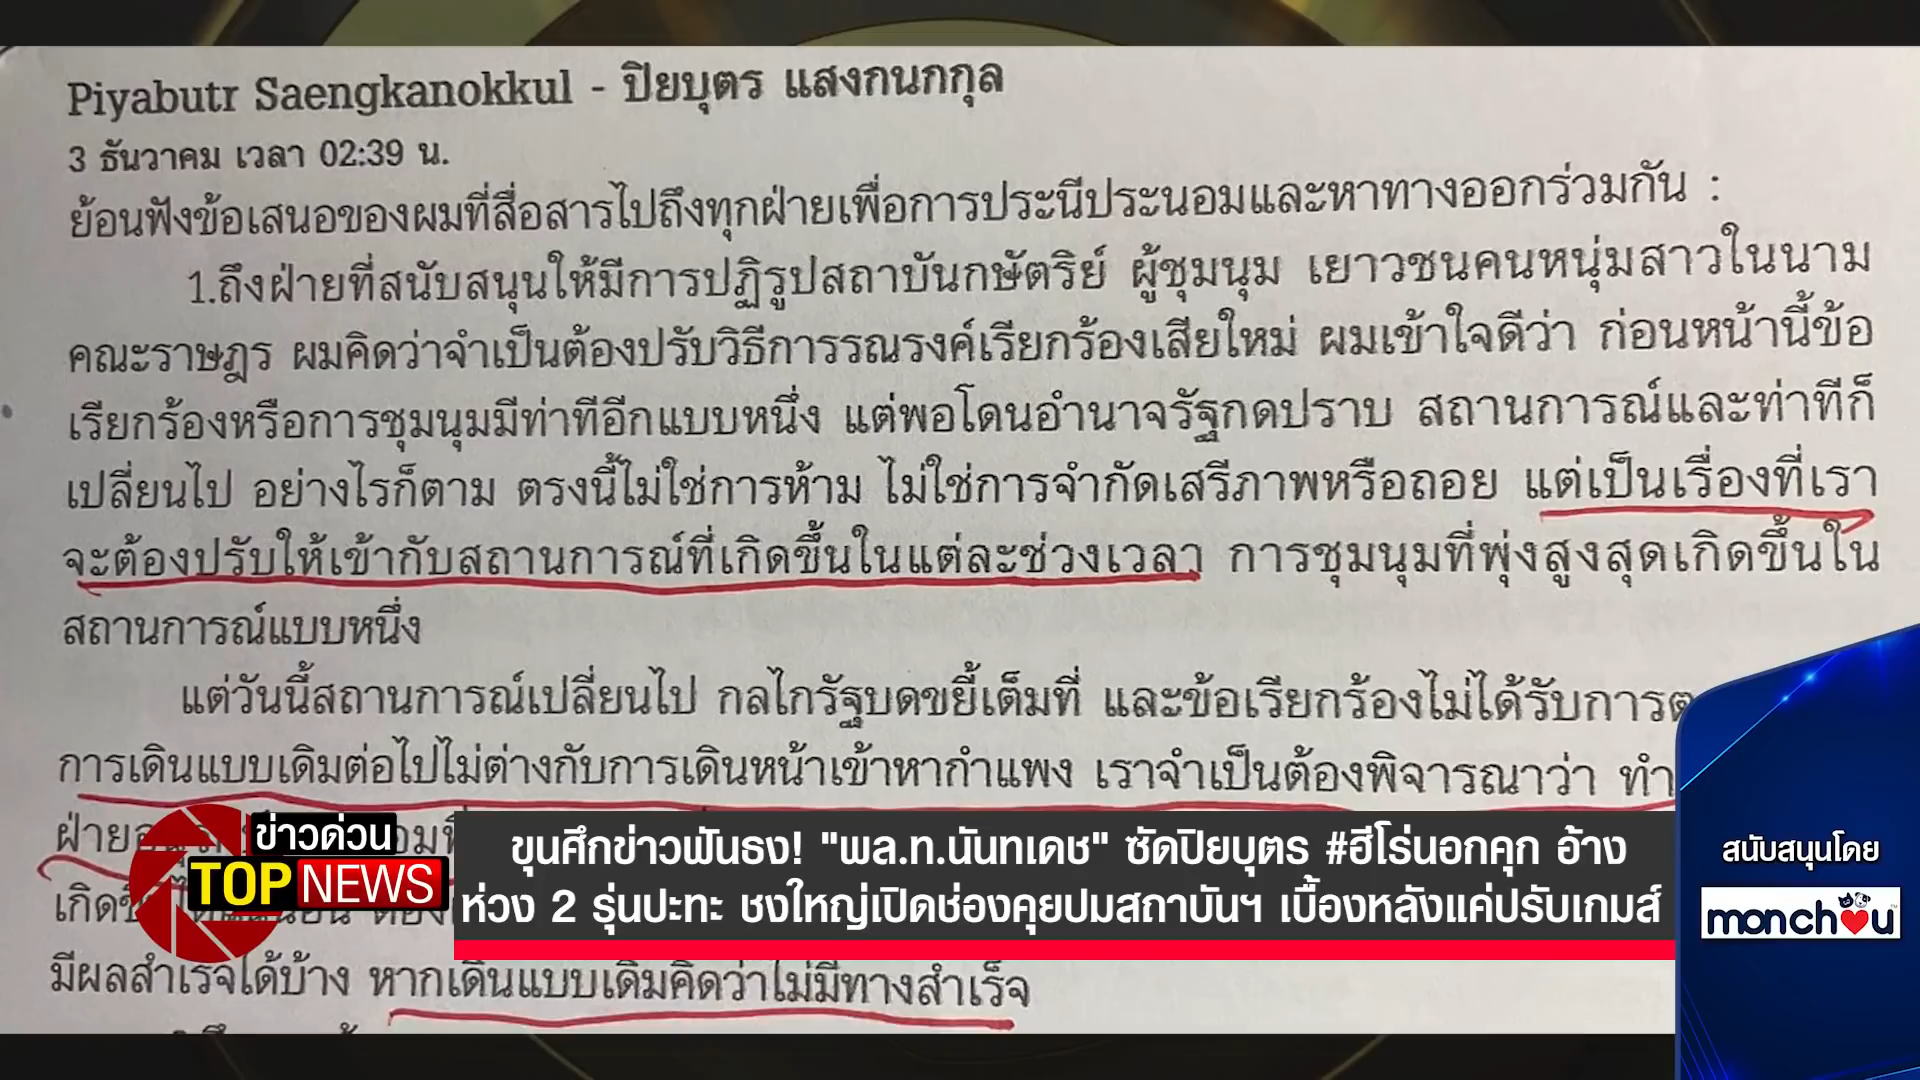 Piyabutr Saengkanokkul - ปิยบุตร แสงกนกกุล
3 ธันวาคม เวลา 02:39 น.
ย้อนฟังข้อเสนอของผมที่สื่อสารไปถึงทุกฝ่ายเพื่อการประนีประนอมและหาทางออกร่วมกัน :
1.ถึงฝ่ายที่สนับสนุนให้มีการปฏิรูปสถาบันกษัตริย์ ผู้ชุมนุม เยาวชนคนหนุ่มสาวในนาม
คณะราษฎร ผมคิดว่าจำเป็นต้องปรับวิธีการรณรงค์เรียกร้องเสียใหม่ ผมเข้าใจดีว่า ก่อนหน้านี้ข้อ
เรียกร้องหรือการชุมนุมมีท่าทีอีกแบบหนึ่ง แต่พอโดนอำนาจรัฐกดปราบ สถานการณ์และท่าทีก็
เปลี่ยนไป อย่างไรก็ตาม ตรงนี้ไม่ใช่การห้าม ไม่ใช่การจำกัดเสรีภาพหรือถอย แต่เป็นเรื่องที่เรา
จะต้องปรับให้เข้ากับสถานการณ์ที่เกิดขึ้นในแต่ละช่วงเวลา การชุมนุมที่พุ่งสูงสุดเกิดขึ้นใน
สถานการณ์แบบหนึ่ง
แต่วันนี้สถานการณ์เปลี่ยนไป กลไกรัฐบดขยี้เต็มที่ และข้อเรียกร้องไม่ได้รับการ
การเดินแบบเดิมต่อไปไม่ต่างกับการเดินหน้าเข้าหากำแพง เราจำเป็นต้องพิจารณาว่า ทำ
ฝ่าย
มีผลสำเร็จได้บ้าง หากเดินแบบเดิมคิดว่าไม่มีทางสำเร็จ
ข่าวด่วน
TOP NEWS
ขุนศึกข่าวฟันธง! "พล.ท.นันทเดช" ซัดปิยบุตร #ฮีโร่นอกคุก อ้าง
ห่วง 2 รุ่นปะทะ ชงใหญ่เปิดช่องคุยปมสถาบันฯ เบื้องหลังแค่ปรับเกมส์
สนับสนุนโดย
monchou